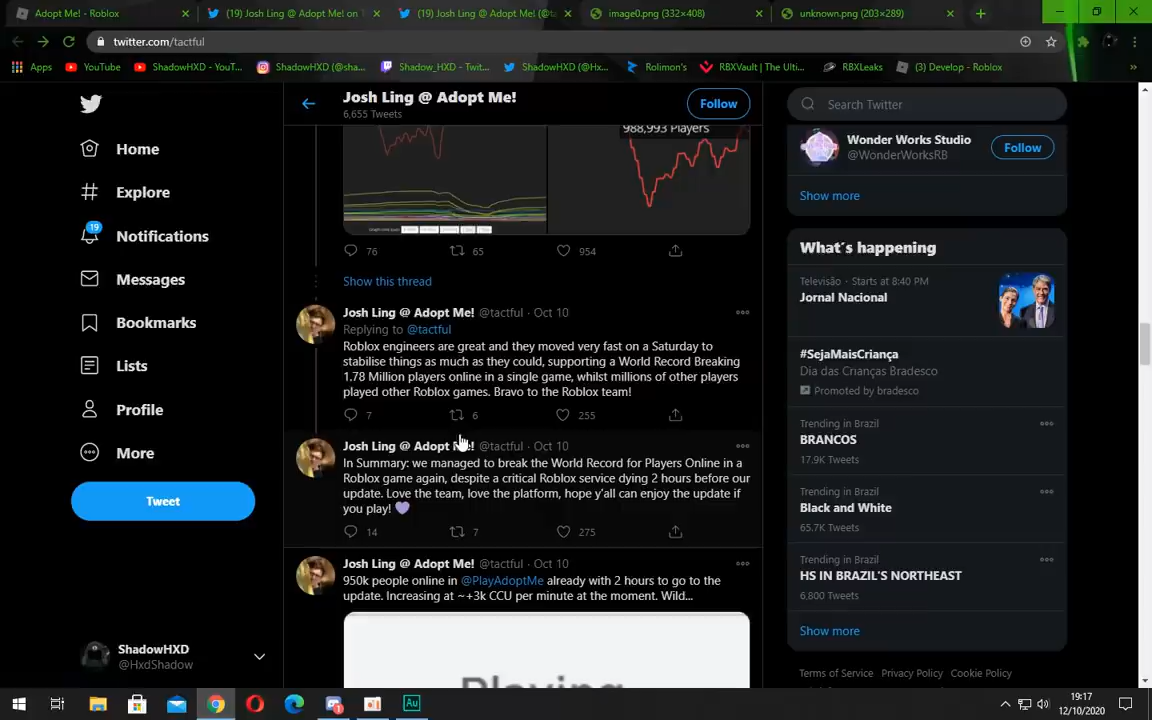 Adopt Me! - Roblox
(19) Josh Ling @ Adopt Me! on T
(19) Josh Ling @ Adopt Me! (@ta
image0.png (332×408)
unknown.png (203×289)
twitter.com/tactful
Apps
YouTube
ShadowHXD - YouT...
ShadowHXD (@sha...
Shadow_HXD - Twit...
ShadowHXD (@Hx...
Rolimon's
RBXVault | The Ulti...
RBXLeaks
(3) Develop - Roblox
Home
Explore
19
Notifications
Messages
Bookmarks
Lists
Profile
More
Tweet
ShadowHXD
@HxdShadow
Josh Ling @ Adopt Me!
6,655 Tweets
Follow
988,993 Players
76
65
954
Show this thread
Josh Ling @ Adopt Me! @tactful · Oct 10
Replying to @tactful
Roblox engineers are great and they moved very fast on a Saturday to
stabilise things as much as they could, supporting a World Record Breaking
1.78 Million players online in a single game, whilst millions of other players
played other Roblox games. Bravo to the Roblox team!
7
6
255
Josh Ling @ Adopt Me! @tactful · Oct 10
In Summary: we managed to break the World Record for Players Online in a
Roblox game again, despite a critical Roblox service dying 2 hours before our
update. Love the team, love the platform, hope y'all can enjoy the update if
you play! 💜
14
7
275
Josh Ling @ Adopt Me! @tactful · Oct 10
950k people online in @PlayAdoptMe already with 2 hours to go to the
update. Increasing at ~+3k CCU per minute at the moment. Wild...
Playing
Search Twitter
Wonder Works Studio
@WonderWorksRB
Follow
Show more
What's happening
Televisão · Starts at 8:40 PM
Jornal Nacional
#SejaMaisCriança
Dia das Crianças Bradesco
Promoted by bradesco
Trending in Brazil
BRANCOS
17.9K Tweets
Trending in Brazil
Black and White
65.7K Tweets
Trending in Brazil
HS IN BRAZIL'S NORTHEAST
6,800 Tweets
Show more
Terms of Service Privacy Policy Cookie Policy
Au
19:17
12/10/2020